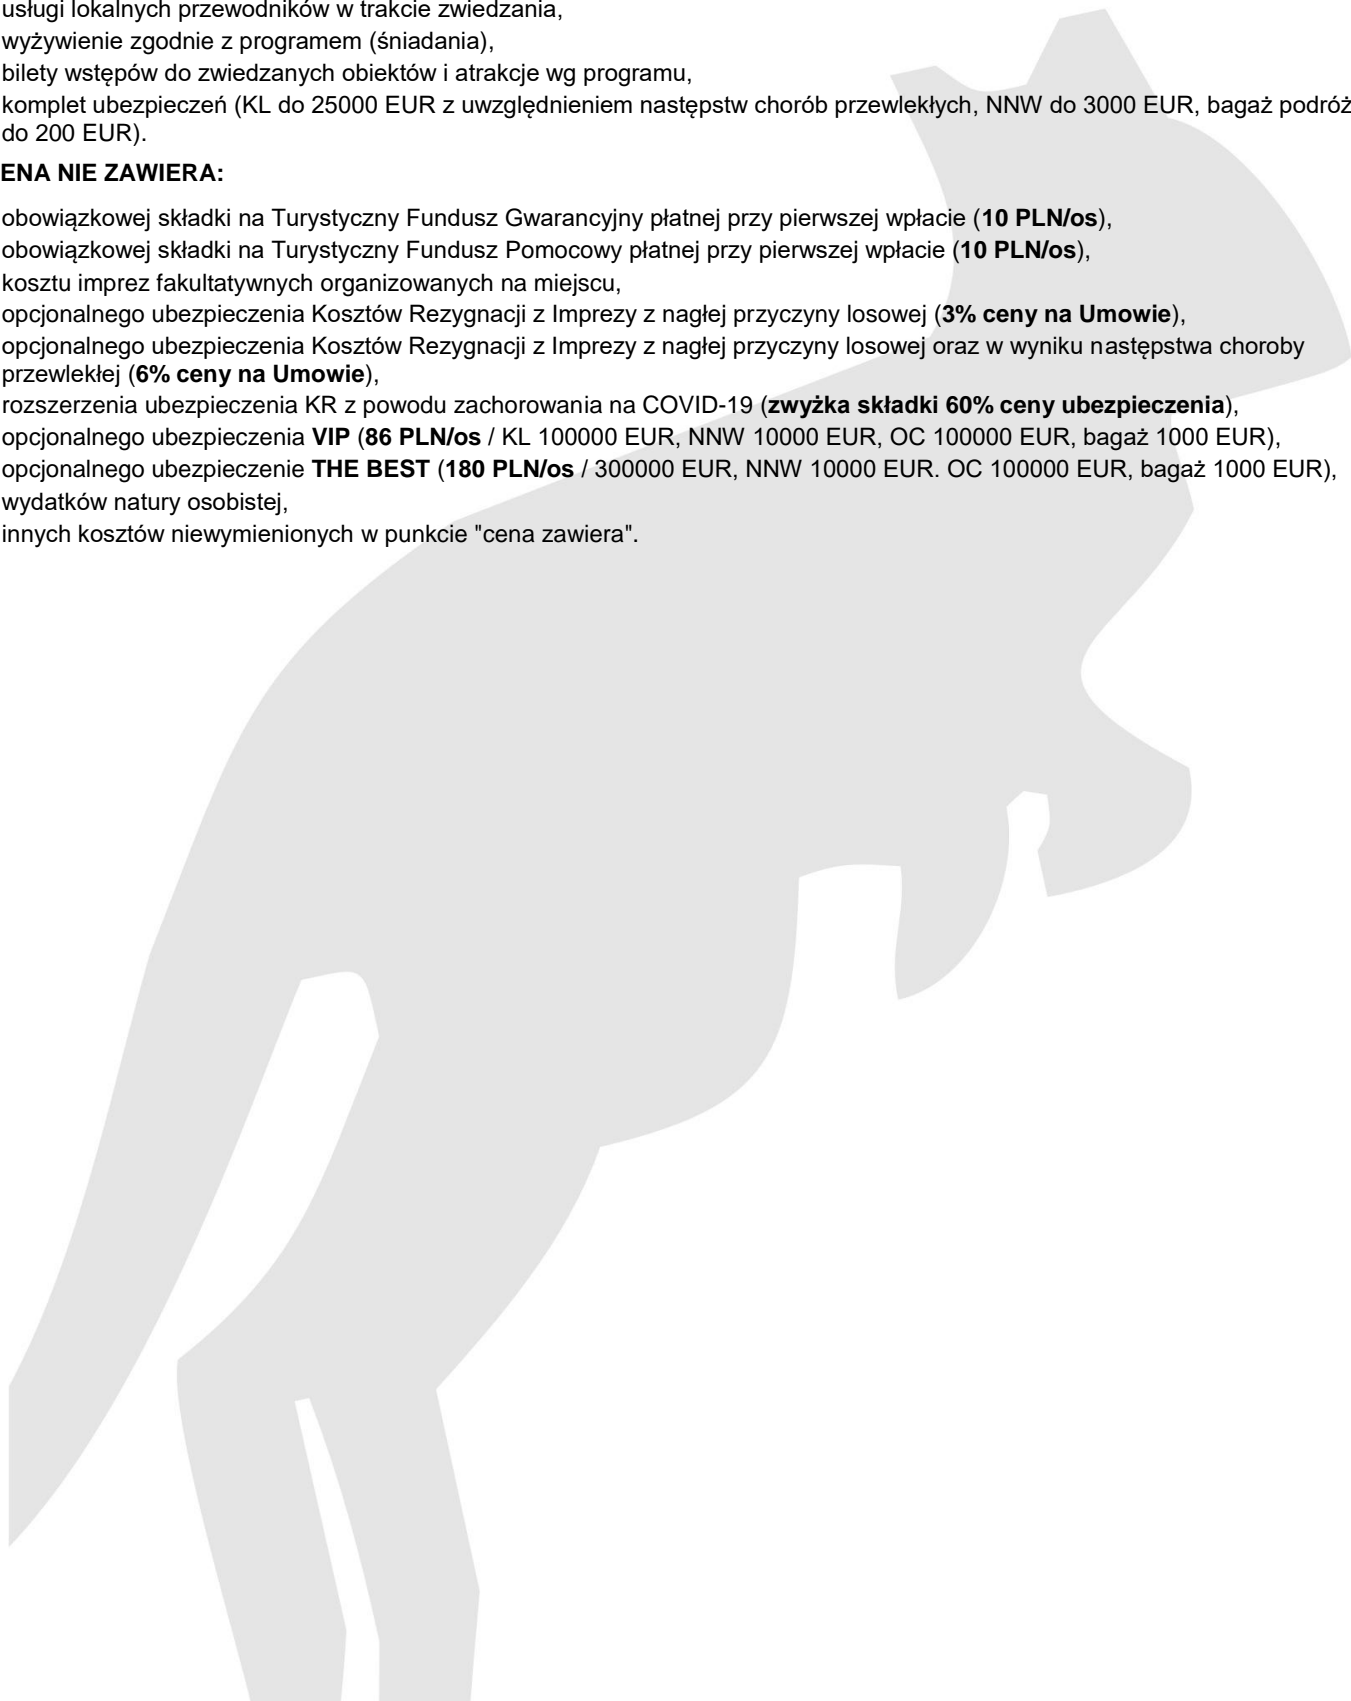 usługi lokalnych przewodników w trakcie zwiedzania,
wyżywienie zgodnie z programem (śniadania),
bilety wstępów do zwiedzanych obiektów i atrakcje wg programu,
komplet ubezpieczeń (KL do 25000 EUR z uwzględnieniem następstw chorób przewlekłych, NNW do 3000 EUR, bagaż podróż
do 200 EUR).
ENA NIE ZAWIERA:
obowiązkowej składki na Turystyczny Fundusz Gwarancyjny płatnej przy pierwszej wpłacie (10 PLN/os),
obowiązkowej składki na Turystyczny Fundusz Pomocowy płatnej przy pierwszej wpłacie (10 PLN/os),
kosztu imprez fakultatywnych organizowanych na miejscu,
opcjonalnego ubezpieczenia Kosztów Rezygnacji z Imprezy z nagłej przyczyny losowej (3% ceny na Umowie),
opcjonalnego ubezpieczenia Kosztów Rezygnacji z Imprezy z nagłej przyczyny losowej oraz w wyniku następstwa choroby
przewlekłej (6% ceny na Umowie),
rozszerzenia ubezpieczenia KR z powodu zachorowania na COVID-19 (zwyżka składki 60% ceny ubezpieczenia),
opcjonalnego ubezpieczenia VIP (86 PLN/os / KL 100000 EUR, NNW 10000 EUR, OC 100000 EUR, bagaż 1000 EUR),
opcjonalnego ubezpieczenie THE BEST (180 PLN/os / 300000 EUR, NNW 10000 EUR. OC 100000 EUR, bagaż 1000 EUR),
wydatków natury osobistej,
innych kosztów niewymienionych w punkcie "cena zawiera".